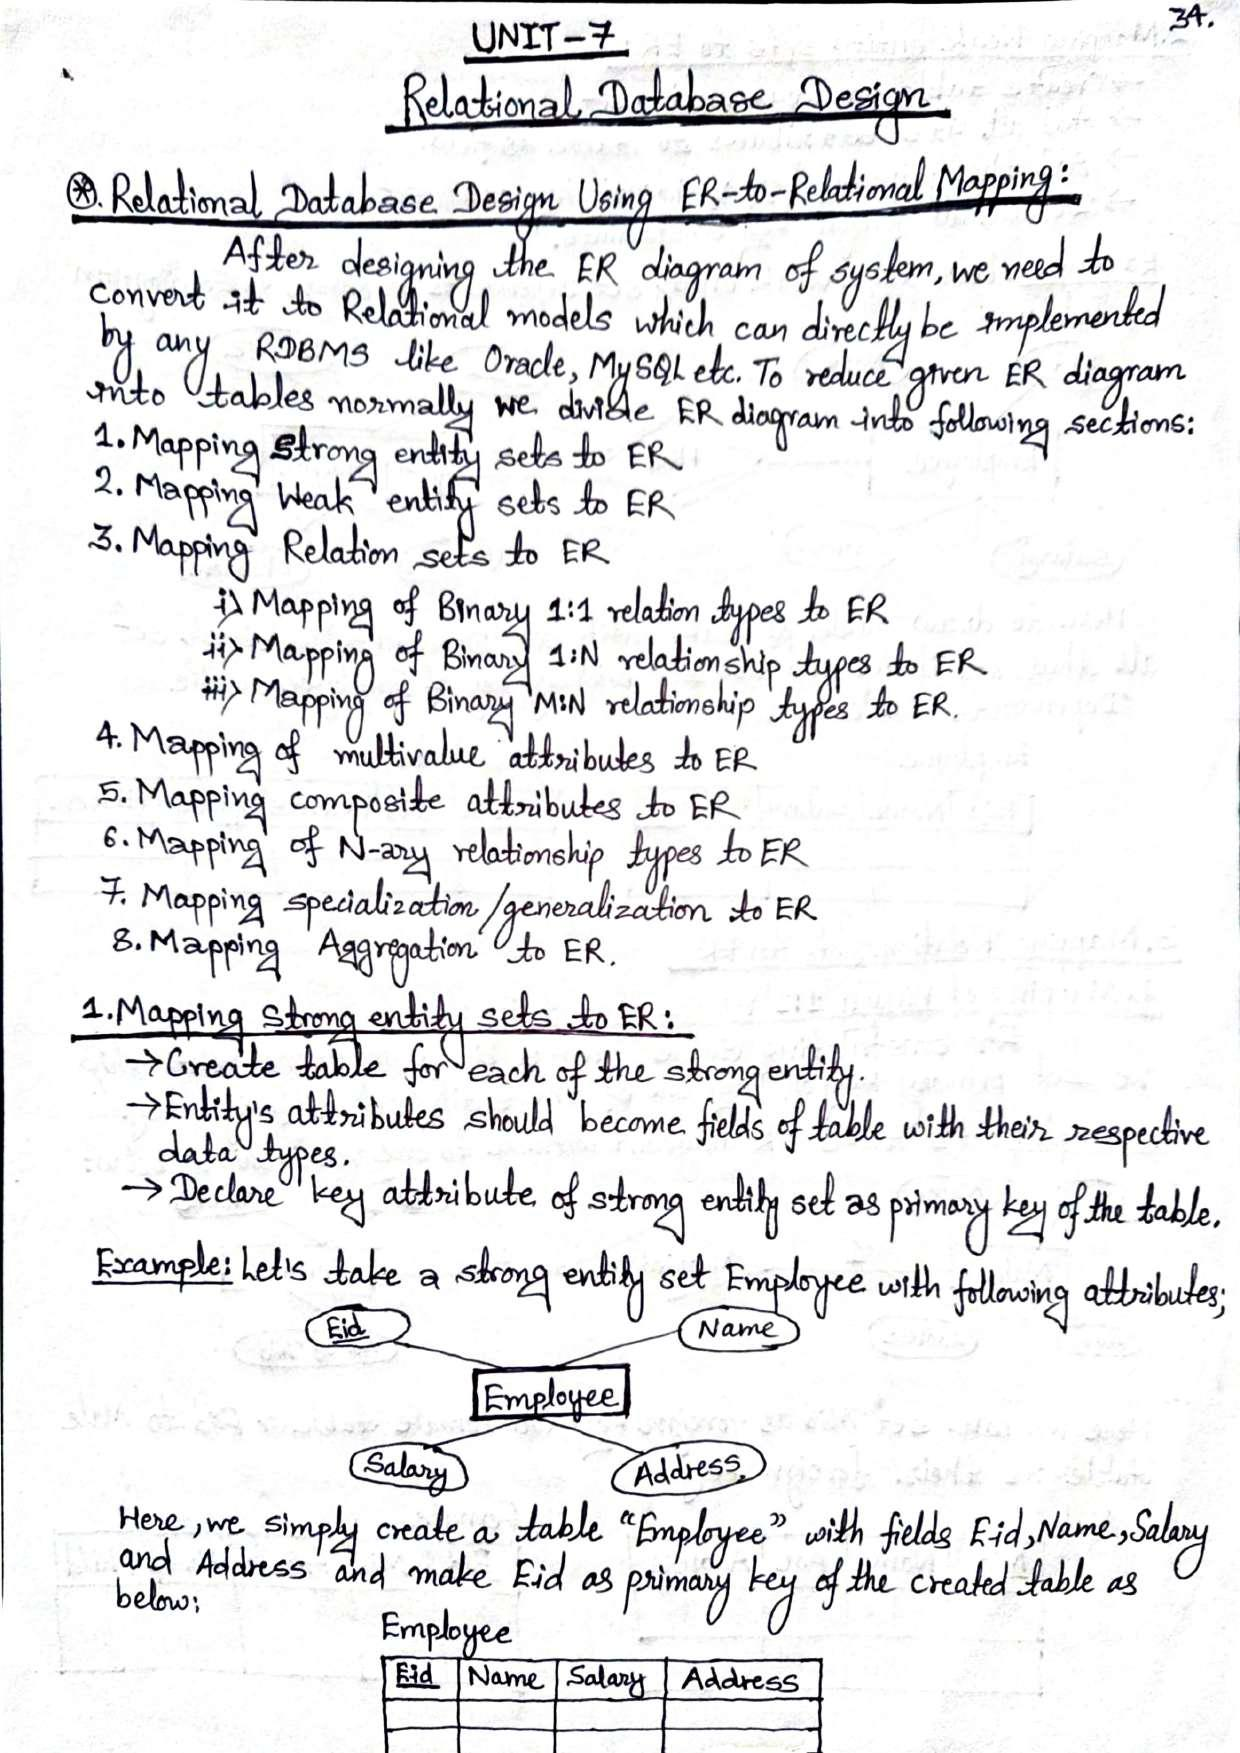 34.
UNIT-7
Relational Database Design
⊛. Relational Database Design Using ER-to-Relational Mapping:
After designing the ER diagram of system, we need to
convert it to Relational models which can directly be implemented
by any RDBMS like Oracle, MySQL etc. To reduce given ER diagram
into tables normally we divide ER diagram into following sections:
1. Mapping strong entity sets to ER
2. Mapping Weak entity sets to ER
3. Mapping Relation sets to ER
i) Mapping of Binary 1:1 relation types to ER
ii) Mapping of Binary 1:N relationship types to ER
iii) Mapping of Binary M:N relationship types to ER.
4. Mapping of multivalue attributes to ER
5. Mapping composite attributes to ER
6. Mapping of N-ary relationship types to ER
7. Mapping specialization/generalization to ER
8. Mapping Aggregation to ER.
1. Mapping strong entity sets to ER:
→ Create table for each of the strong entity.
→ Entity's attributes should become fields of table with their respective
data types.
→ Declare key attribute of strong entity set as primary key of the table.
Example: Let's take a strong entity set Employee with following attributes;
Eid Name
Employee
Salary Address.
Here, we simply create a table "Employee" with fields Eid, Name, Salary
and Address and make Eid as primary key of the created table as
below;
Employee
Eid Name Salary Address